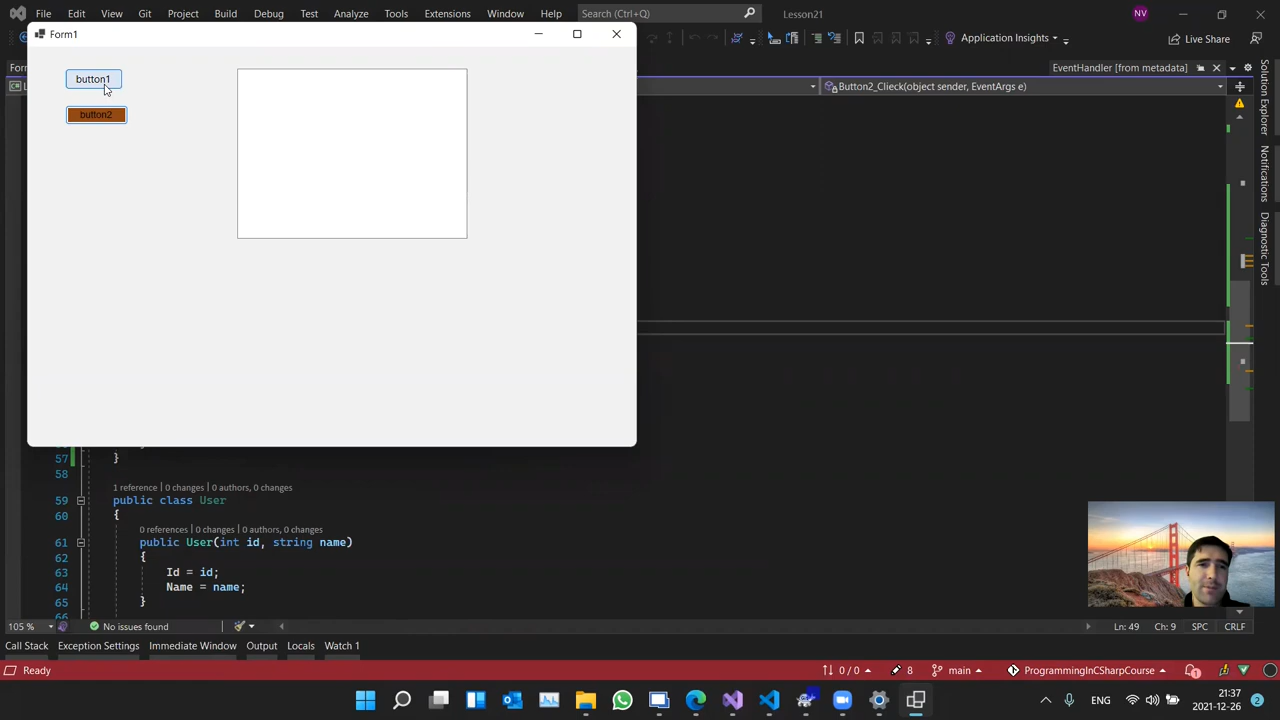 File Edit View Git Project Build Debug Test Analyze Tools Extensions Window Help Search (Ctrl+Q) Lesson21 NV
Form1
Application Insights Live Share
EventHandler [from metadata]
Button2_Clieck(object sender, EventArgs e)
button1
button2
Solution Explorer
Notifications
Diagnostic Tools
57 }
58
1 reference | 0 changes | 0 authors, 0 changes
59 public class User
60 {
0 references | 0 changes | 0 authors, 0 changes
61 public User(int id, string name)
62 {
63 Id = id;
64 Name = name;
65 }
66
105 % No issues found Ln: 49 Ch: 9 SPC CRLF
Call Stack Exception Settings Immediate Window Output Locals Watch 1
Ready 0 / 0 8 main ProgrammingInCSharpCourse 1
ENG 21:37
2021-12-26 2